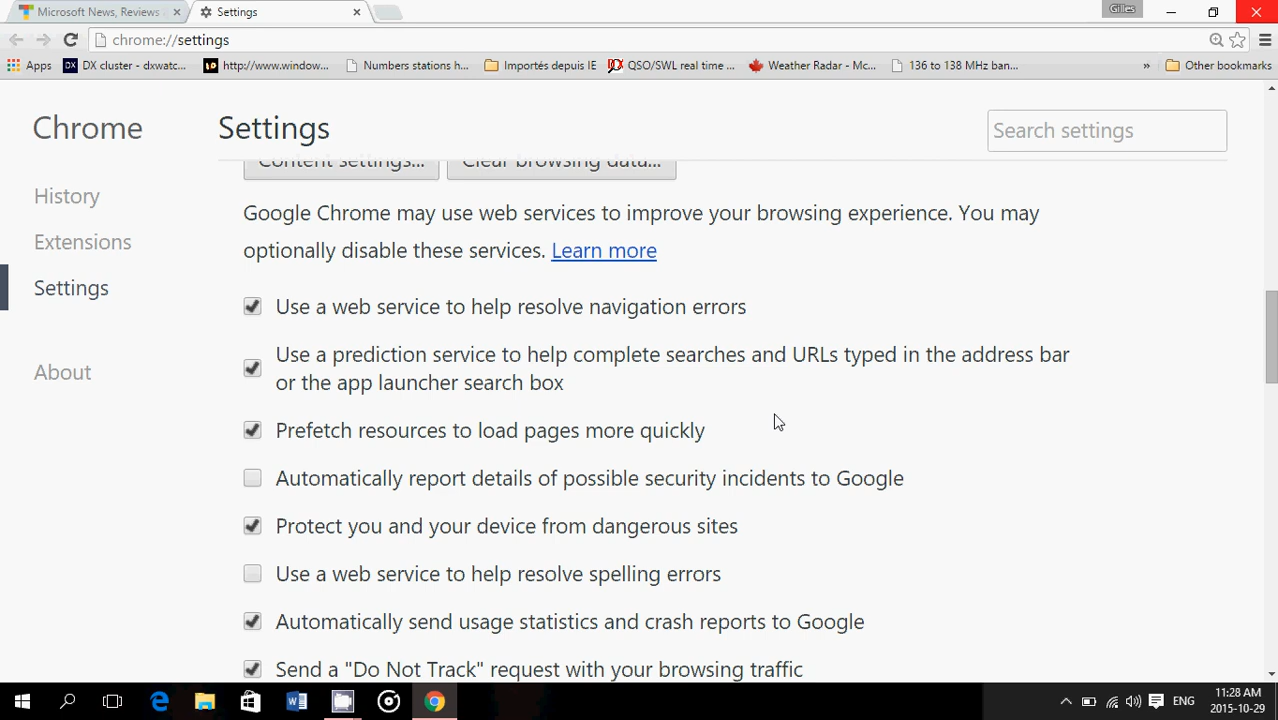 Microsoft News, Reviews
Settings
Gilles
chrome://settings
Apps
DX cluster - dxwatc...
http://www.window...
Numbers stations h...
Importés depuis IE
QSO/SWL real time ...
Weather Radar - Mc...
136 to 138 MHz ban...
»
Other bookmarks
Chrome
Settings
Search settings
History
Extensions
Settings
About
Content settings...
Clear browsing data...
Google Chrome may use web services to improve your browsing experience. You may
optionally disable these services. Learn more
Use a web service to help resolve navigation errors
Use a prediction service to help complete searches and URLs typed in the address bar
or the app launcher search box
Prefetch resources to load pages more quickly
Automatically report details of possible security incidents to Google
Protect you and your device from dangerous sites
Use a web service to help resolve spelling errors
Automatically send usage statistics and crash reports to Google
Send a "Do Not Track" request with your browsing traffic
ENG
11:28 AM
2015-10-29